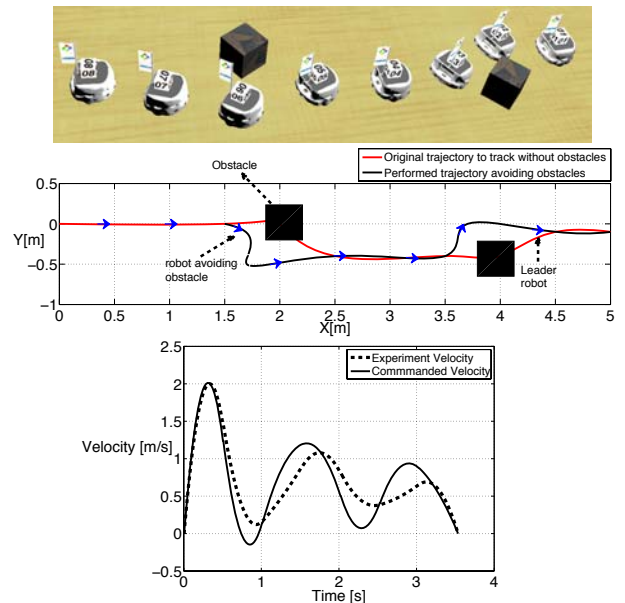 08
07
06
04
Original trajectory to track without obstacles
Performed trajectory avoiding obstacles
Obstacle
0.5
0
−0.5
−1
Y[m]
robot avoiding
obstacle
Leader
robot
0 0.5 1 1.5 2 2.5 3 3.5 4 4.5 5
X[m]
2.5
2
1.5
1
0.5
0
−0.5
Velocity [m/s]
Experiment Velocity
Commmanded Velocity
0 1 2 3 4
Time [s]